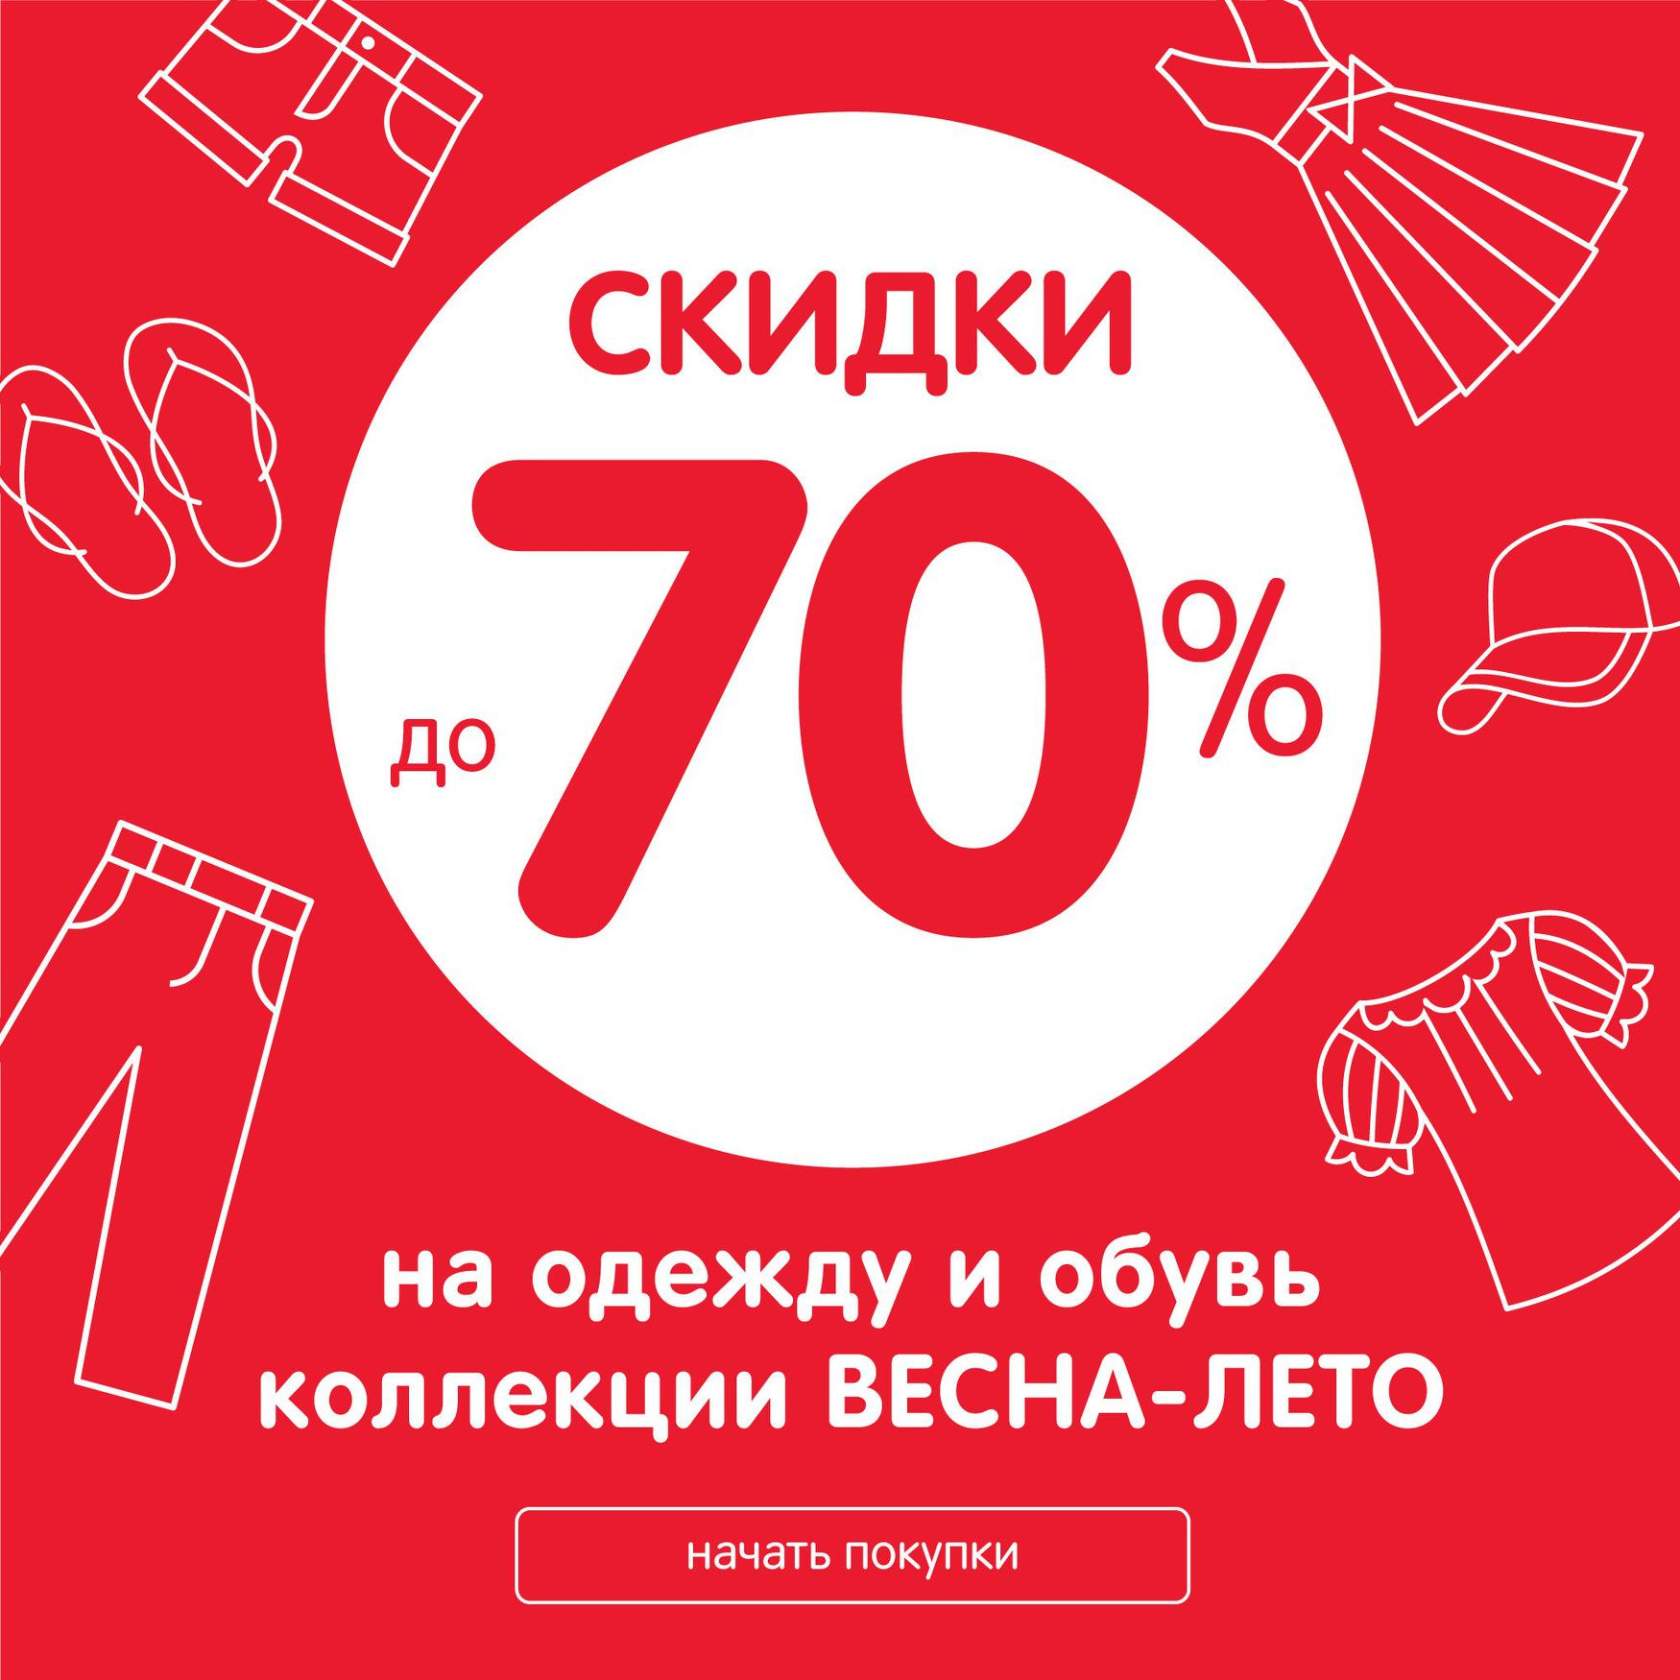 СКИДКИ
до 70%
на одежду и обувь
коллекции ВЕСНА-ЛЕТО
начать покупки